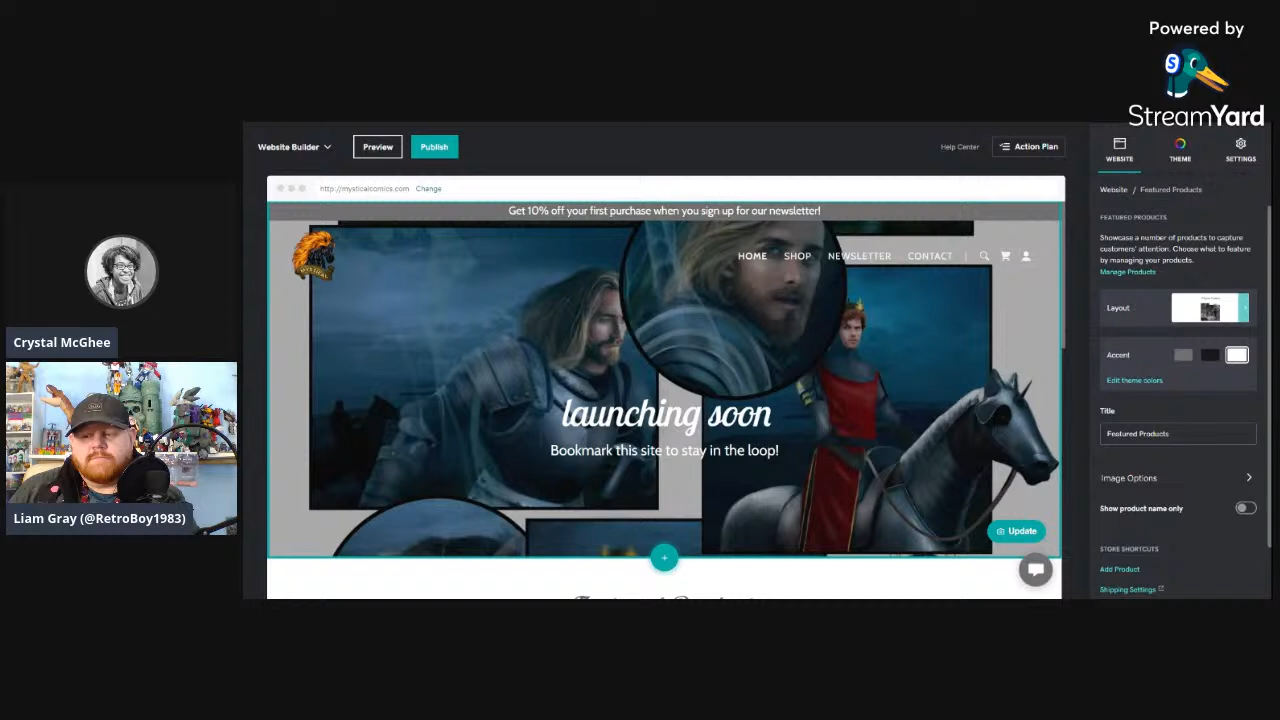 Powered by
S
StreamYard
Website Builder
Preview
Publish
Help Center
Action Plan
WEBSITE
THEME
SETTINGS
http://mysticalcomics.com Change
Website / Featured Products
Get 10% off your first purchase when you sign up for our newsletter!
MYSTICAL
HOME SHOP NEWSLETTER CONTACT
launching soon
Bookmark this site to stay in the loop!
Update
FEATURED PRODUCTS
Showcase a number of products to capture
customers' attention. Choose what to feature
by managing your products.
Manage Products
Layout
Accent
Edit theme colors
Title
Featured Products
Image Options
Show product name only
STORE SHORTCUTS
Add Product
Shipping Settings
Crystal McGhee
Liam Gray (@RetroBoy1983)